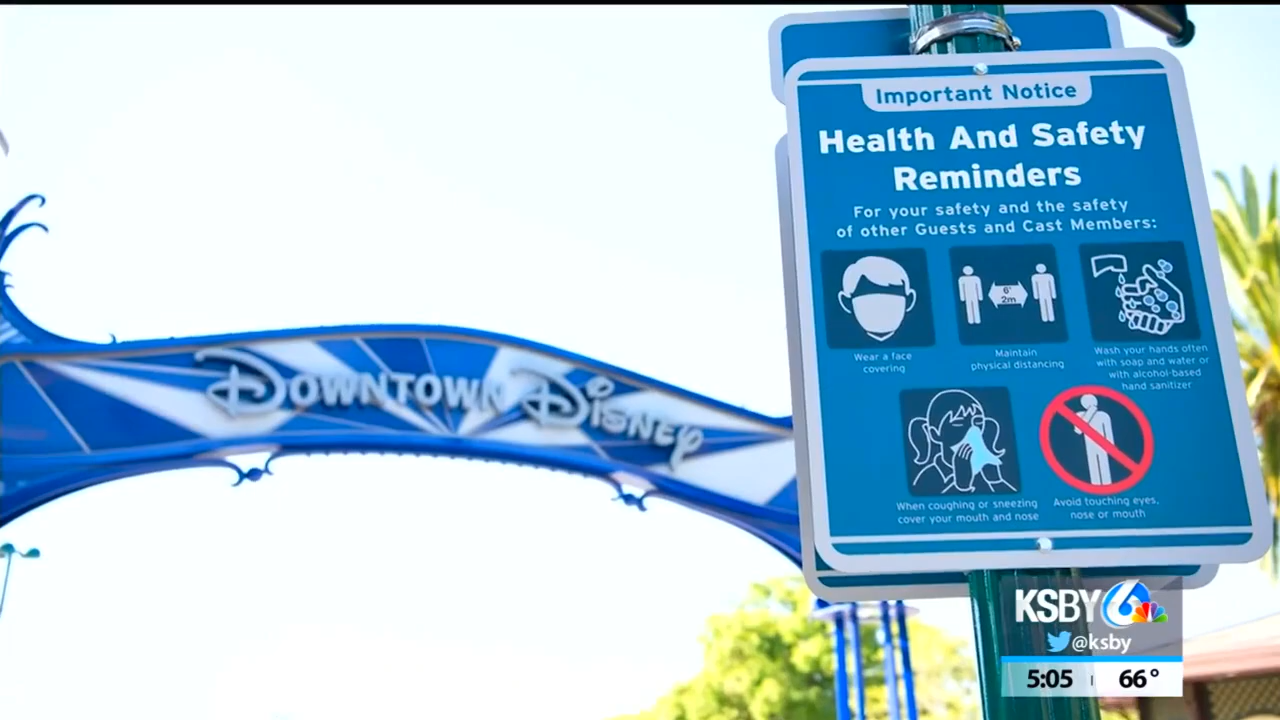 Important Notice
Health And Safety
Reminders
For your safety and the safety
of other Guests and Cast Members:
6'
2m
Wear a face
covering
Maintain
physical distancing
Wash your hands often
with soap and water or
with alcohol-based
hand sanitizer
When coughing or sneezing
cover your mouth and nose
Avoid touching eyes,
nose or mouth
DOWNTOWN DISNEY
KSBY 6
@ksby
5:05 66°